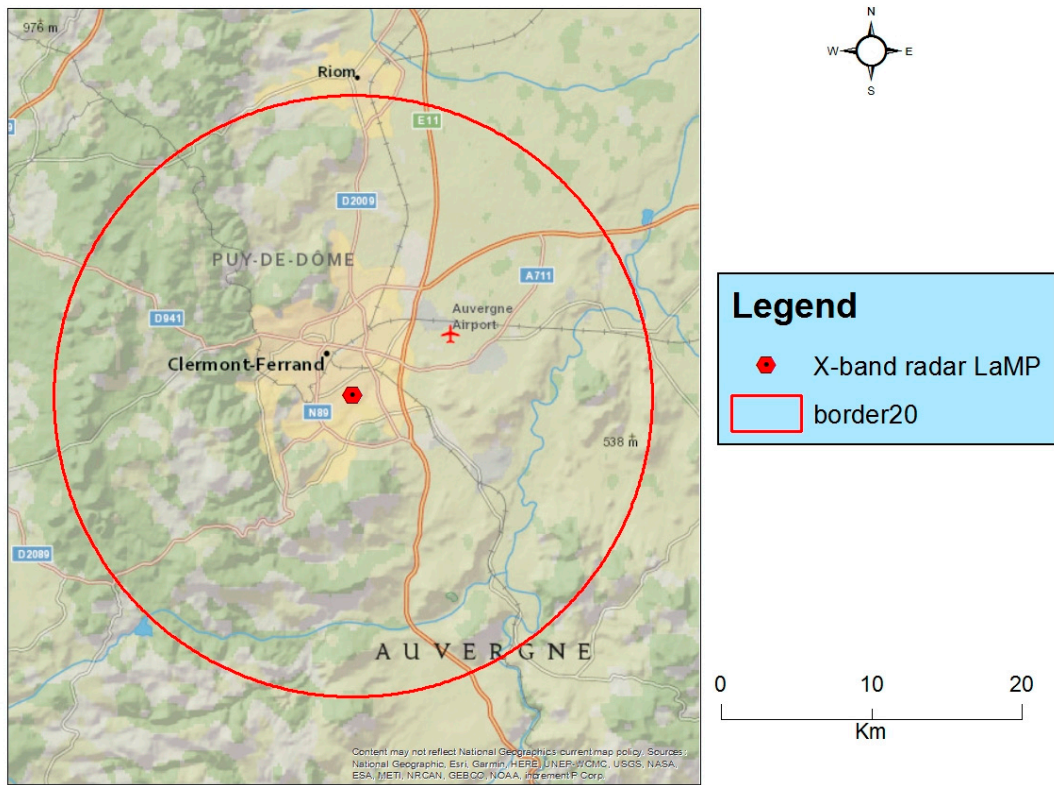 976 m
Riom
E11
D2009
PUY-DE-DÔME
A711
D941
Auvergne
Airport
Clermont-Ferrand
N89
538 m
D2089
AUVERGNE
Content may not reflect National Geographic's current map policy. Sources:
National Geographic, Esri, Garmin, HERE, UNEP-WCMC, USGS, NASA,
ESA, METI, NRCAN, GEBCO, NOAA, increment P Corp.
N
W E
S
Legend
X-band radar LaMP
border20
0 10 20
Km